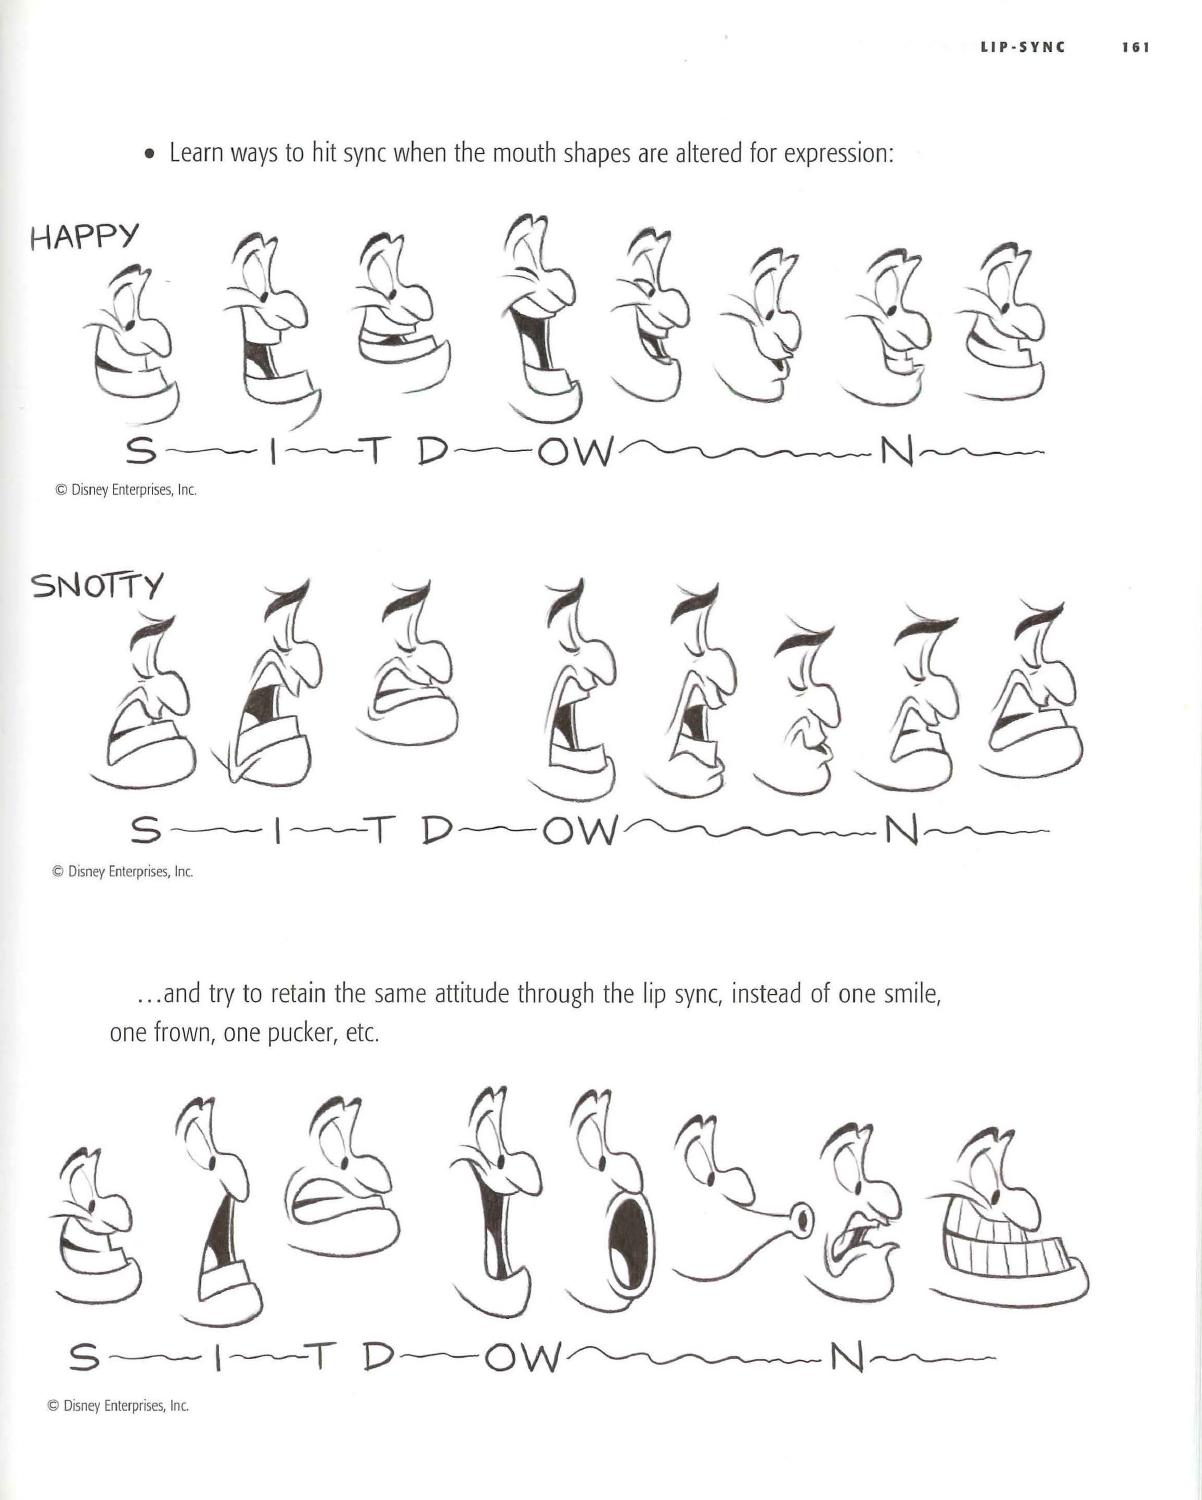 LIP-SYNC 161
• Learn ways to hit sync when the mouth shapes are altered for expression:
HAPPY
S I T D OW N
© Disney Enterprises, Inc.
SNOTTY
S I T D OW N
© Disney Enterprises, Inc.
...and try to retain the same attitude through the lip sync, instead of one smile,
one frown, one pucker, etc.
S I T D OW N
© Disney Enterprises, Inc.